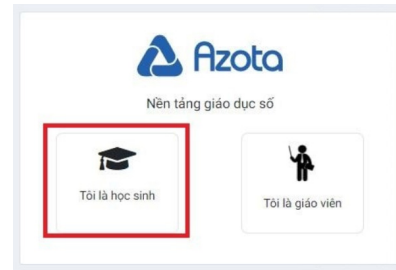 Azota
Nền tảng giáo dục số
Tôi là học sinh
Tôi là giáo viên